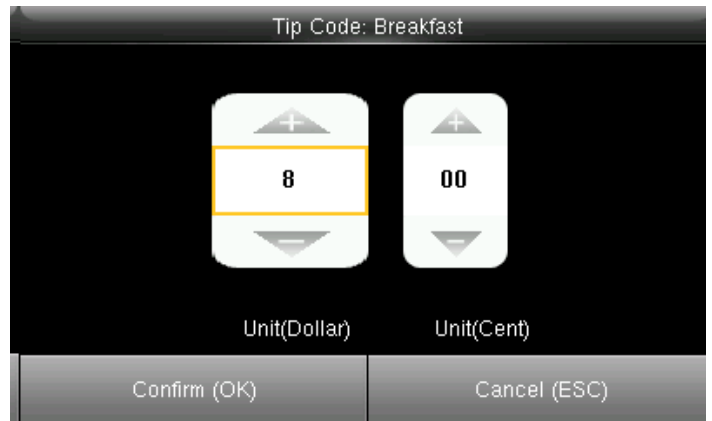 Tip Code: Breakfast
8 00
Unit(Dollar) Unit(Cent)
Confirm (OK) Cancel (ESC)